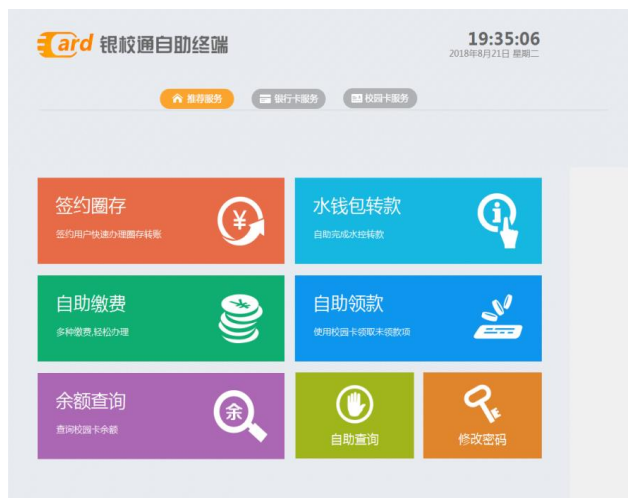 Card 银校通自助终端
19:35:06
2018年8月21日 星期二
推荐服务 银行卡服务 校园卡服务
签约圈存
签约用户快速办理圈存转账
水钱包转款
自助完成水控转款
自助缴费
多种缴费,轻松办理
自助领款
使用校园卡领取未领款项
余额查询
查询校园卡余额
余
自助查询
修改密码